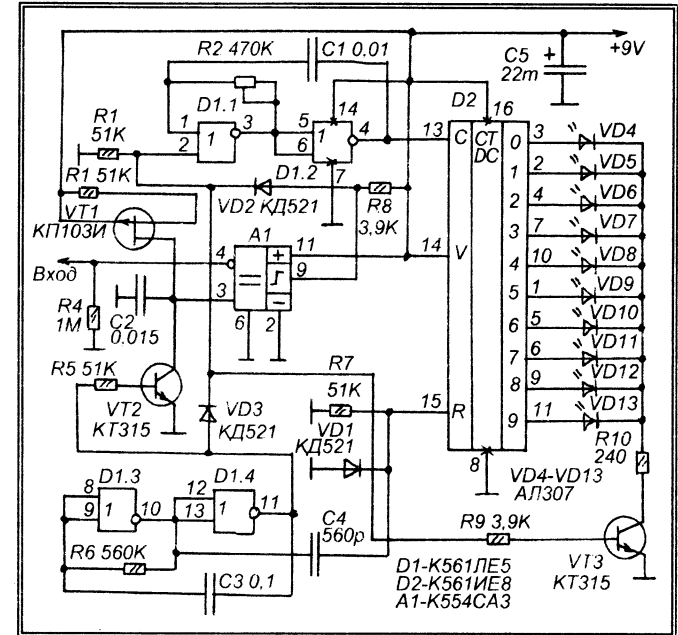 R2 470K
C1 0,01
+9V
C5 +
22m
R1
51K
D1.1
1
2
1
3
5
6
1
14
4
7
D1.2
D2
16
13
C
CT
DC
0
1
2
3
4
5
6
7
8
9
3
2
4
7
10
1
5
6
9
11
VD4
VD5
VD6
VD7
VD8
VD9
VD10
VD11
VD12
VD13
R1 51K
VT1
КП103И
VD2 КД521
R8
3,9K
A1
4
3
11
9
6
2
+
−
14
V
Вход
R4
1M
C2
0.015
R5 51K
VT2
КТ315
VD3
КД521
R7
51K
VD1
КД521
15
R
8
R10
240
VD4-VD13
АЛ307
D1.3
8
9
1
10
D1.4
12
13
1
11
R6 560K
C3 0,1
C4
560p
R9 3,9K
VT3
КТ315
D1-К561ЛЕ5
D2-К561ИЕ8
A1-К554СА3